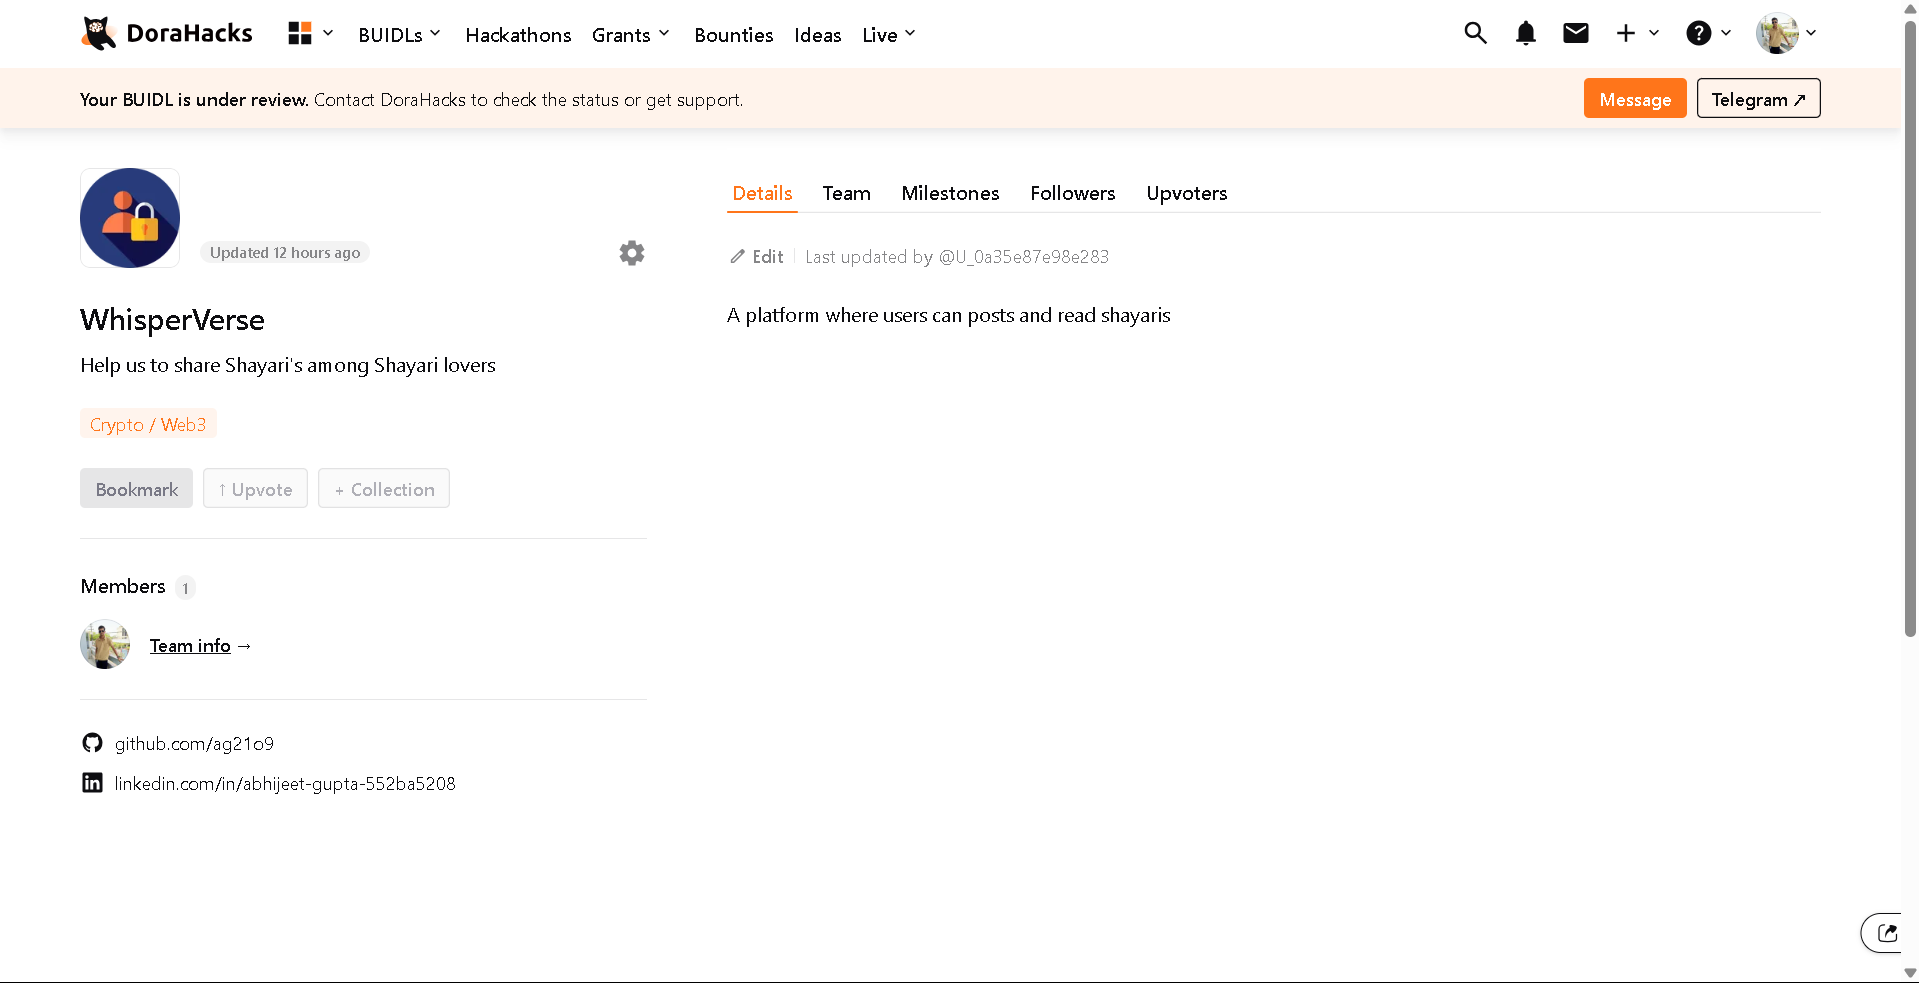 DoraHacks
BUIDLs Hackathons Grants Bounties Ideas Live
Your BUIDL is under review. Contact DoraHacks to check the status or get support.
Message Telegram ↗
Updated 12 hours ago
WhisperVerse
Help us to share Shayari's among Shayari lovers
Crypto / Web3
Bookmark ↑ Upvote + Collection
Members 1
Team info →
github.com/ag21o9
linkedin.com/in/abhijeet-gupta-552ba5208
Details Team Milestones Followers Upvoters
Edit Last updated by @U_0a35e87e98e283
A platform where users can posts and read shayaris